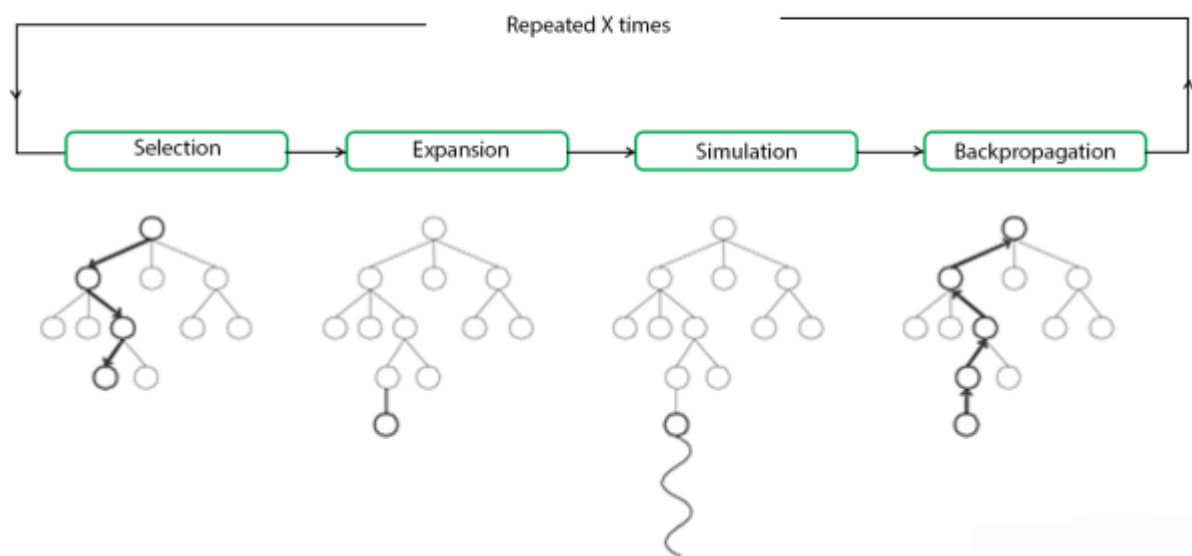 Repeated X times
Selection
Expansion
Simulation
Backpropagation